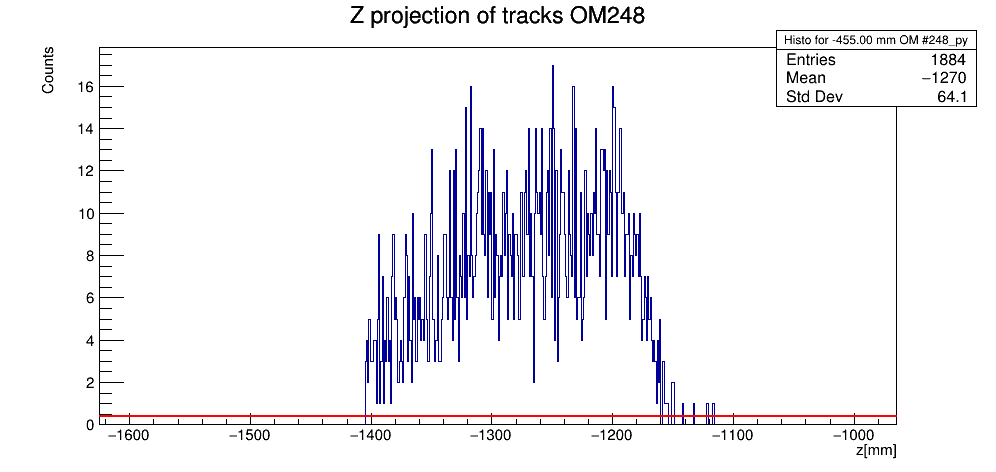 Z projection of tracks OM248
Histo for -455.00 mm OM #248_py
Entries 1884
Mean −1270
Std Dev 64.1
Counts
16
14
12
10
8
6
4
2
0
−1600 −1500 −1400 −1300 −1200 −1100 −1000
z[mm]